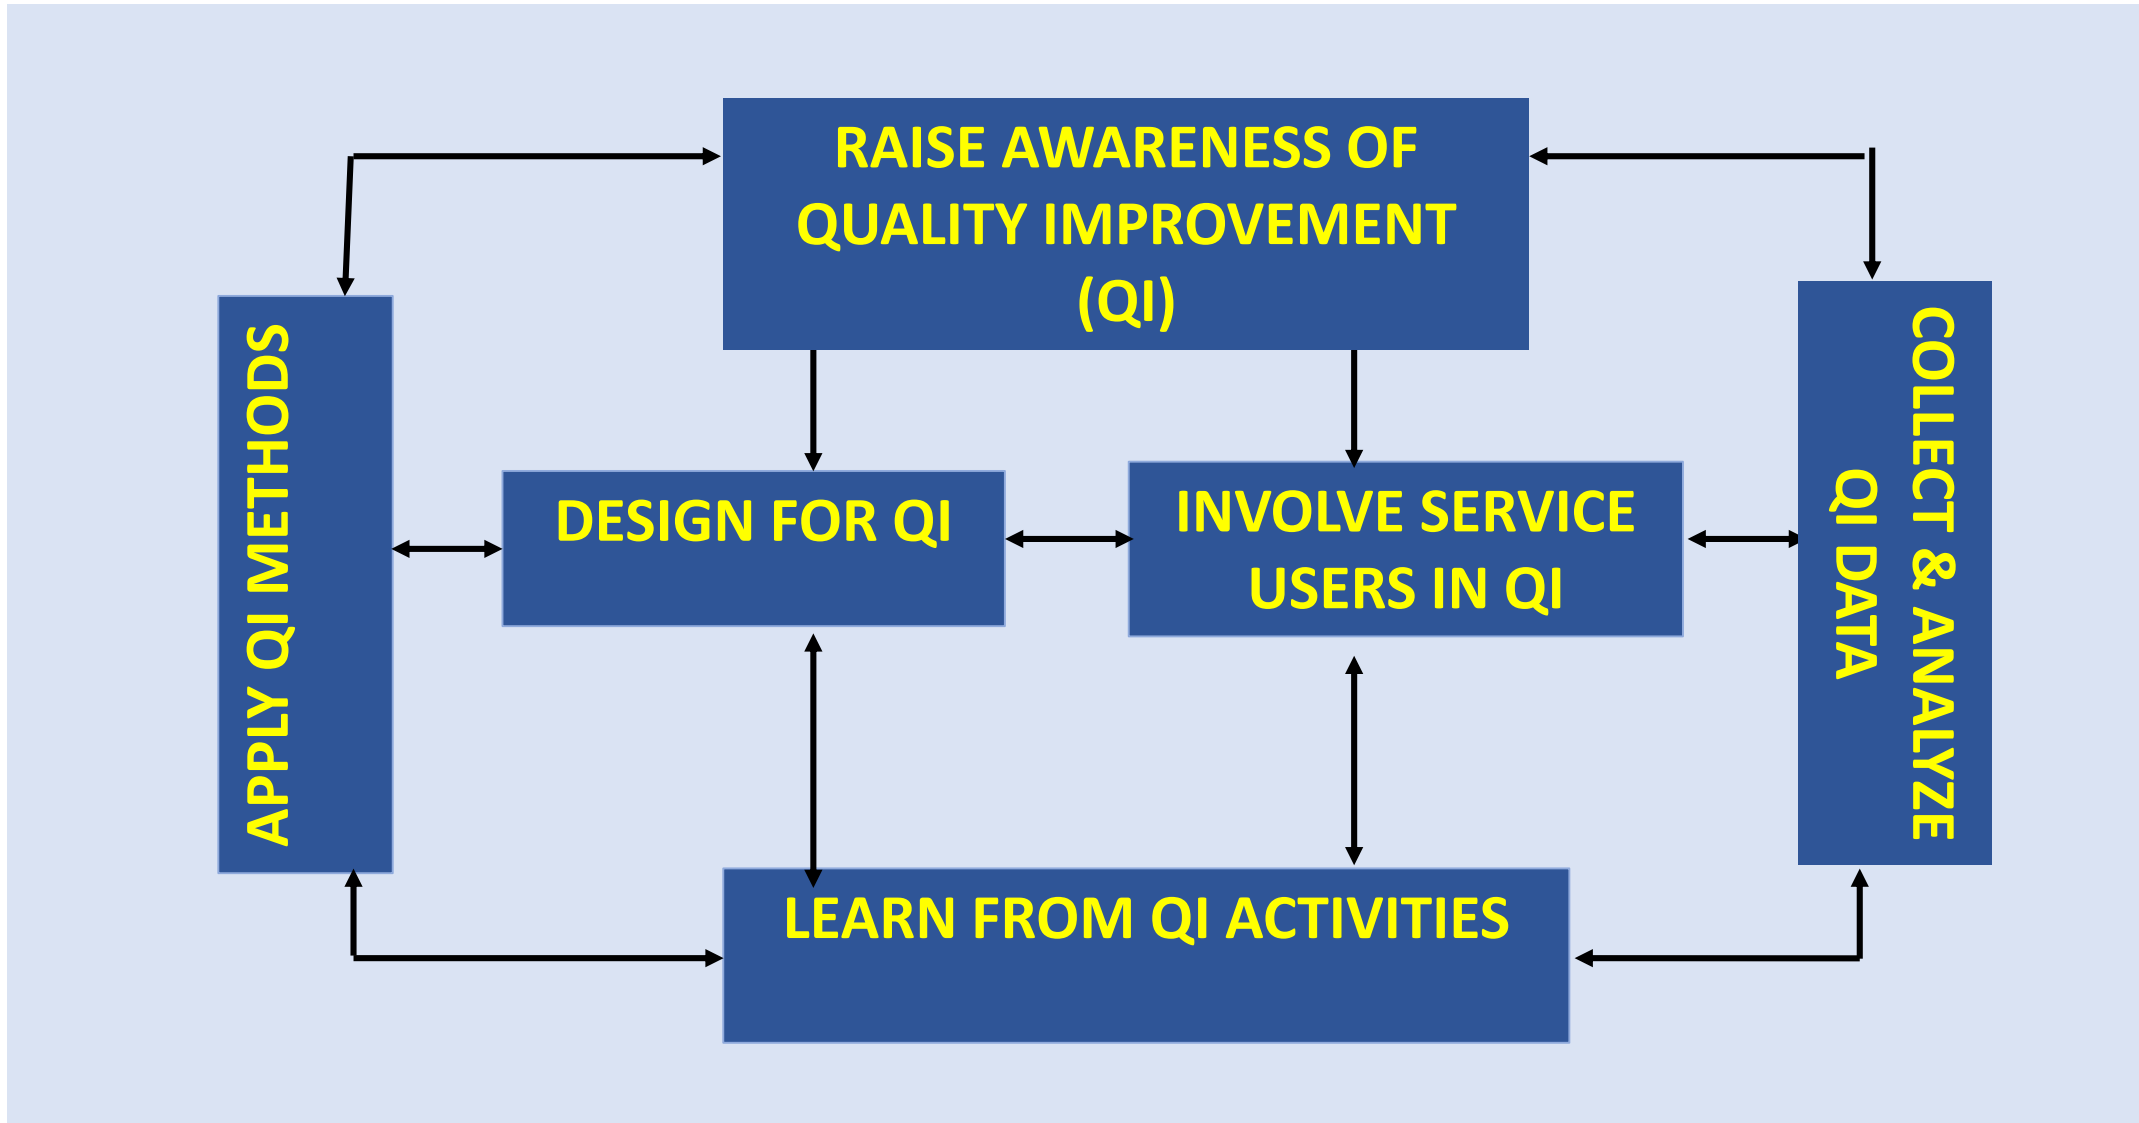 RAISE AWARENESS OF
QUALITY IMPROVEMENT
(QI)
APPLY QI METHODS
DESIGN FOR QI
INVOLVE SERVICE
USERS IN QI
COLLECT & ANALYZE
QI DATA
LEARN FROM QI ACTIVITIES